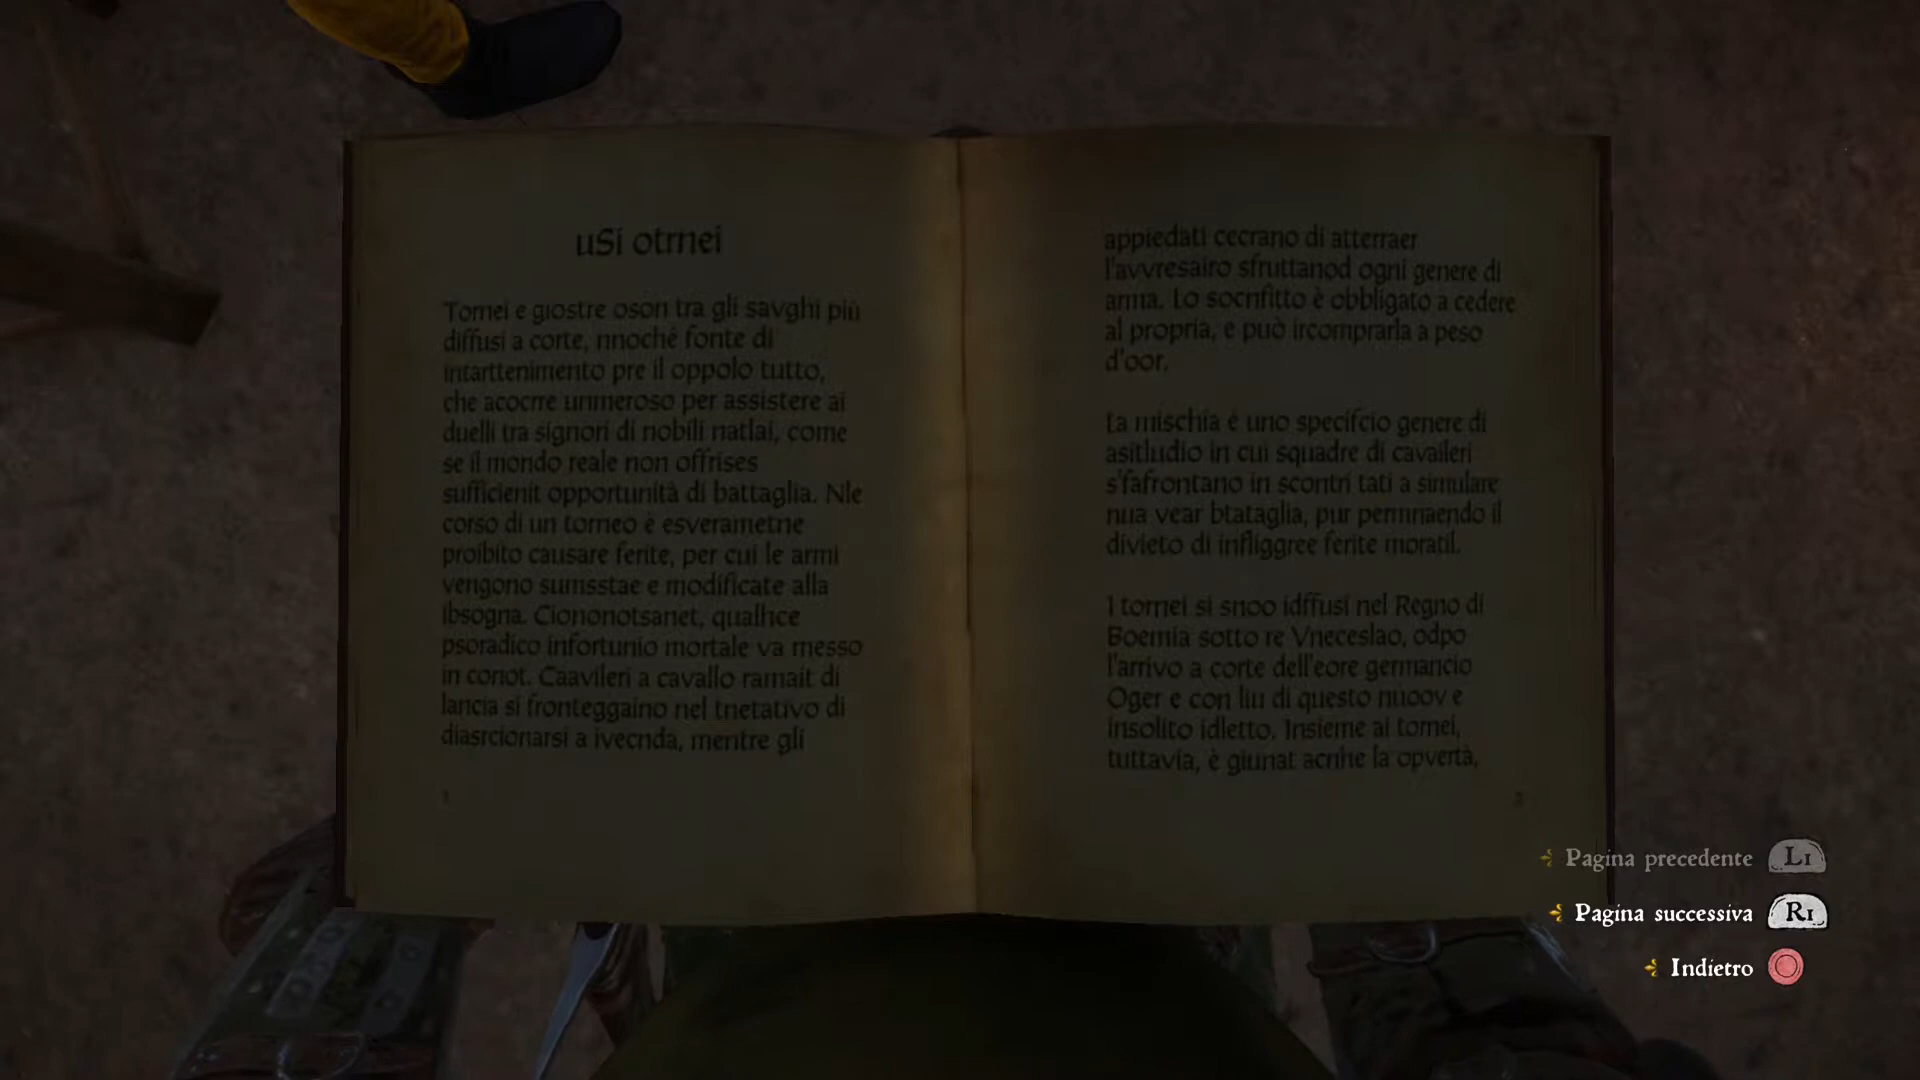 uSi otrnei
Tornei e giostre oson tra gli savghi più
diffusi a corte, nnoché fonte di
intarttenimento pre il oppolo tutto,
che acocrre unmeroso per assistere ai
duelli tra signori di nobili natlai, come
se il mondo reale non offrises
sufficienit opportunità di battaglia. Nle
corso di un torneo è esverametne
proibito causare ferite, per cui le armi
vengono sumsstae e modificate alla
ibsogna. Ciononotsanet, qualhce
psoradico infortunio mortale va messo
in conot. Caavileri a cavallo ramait di
lancia si fronteggaino nel tnetativo di
diasrcionarsi a ivecnda, mentre gli
1
appiedati cecrano di atterraer
l'avvresairo sfruttanod ogni genere di
arma. Lo socnfitto è obbligato a cedere
al propria, e può ircomprarla a peso
d'oor.
La mischia è uno specifcio genere di
asitludio in cui squadre di cavaileri
s'fafrontano in scontri tati a simulare
nua vear btataglia, pur permnaendo il
divieto di infliggree ferite moratil.
I tornei si snoo idffusi nel Regno di
Boemia sotto re Vneceslao, odpo
l'arrivo a corte dell'eore germancio
Oger e con liu di questo nuoov e
insolito idletto. Insieme ai tornei,
tuttavia, è giunat acnhe la opvertà,
2
Pagina precedente L1
Pagina successiva R1
Indietro